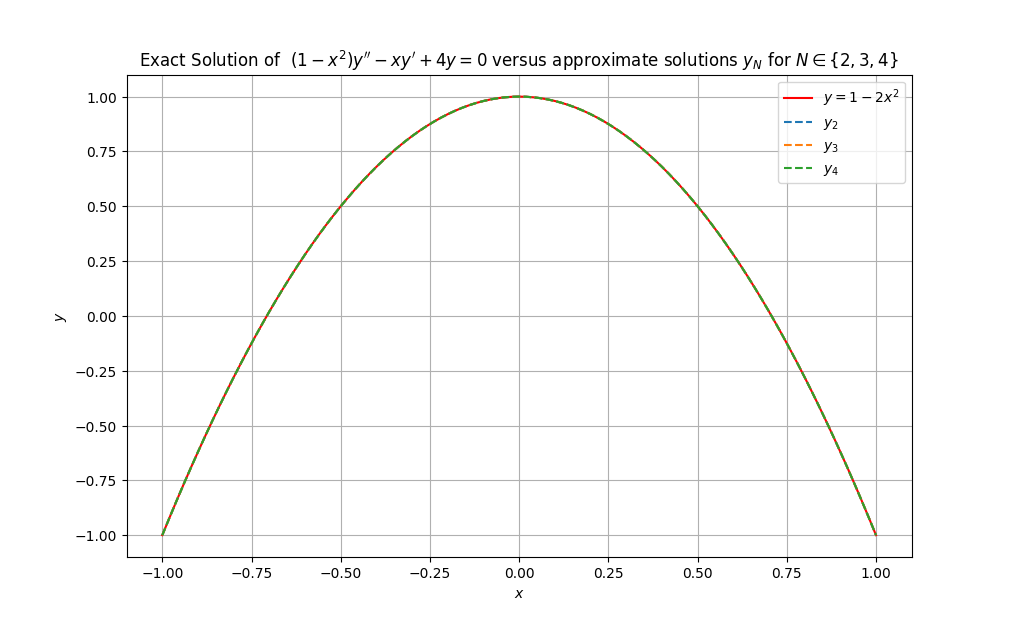 Exact Solution of (1 − x²)y″ − xy′ + 4y = 0 versus approximate solutions y_N for N ∈ {2, 3, 4}
y = 1 − 2x²
y₂
y₃
y₄
1.00
0.75
0.50
0.25
0.00
−0.25
−0.50
−0.75
−1.00
y
−1.00 −0.75 −0.50 −0.25 0.00 0.25 0.50 0.75 1.00
x